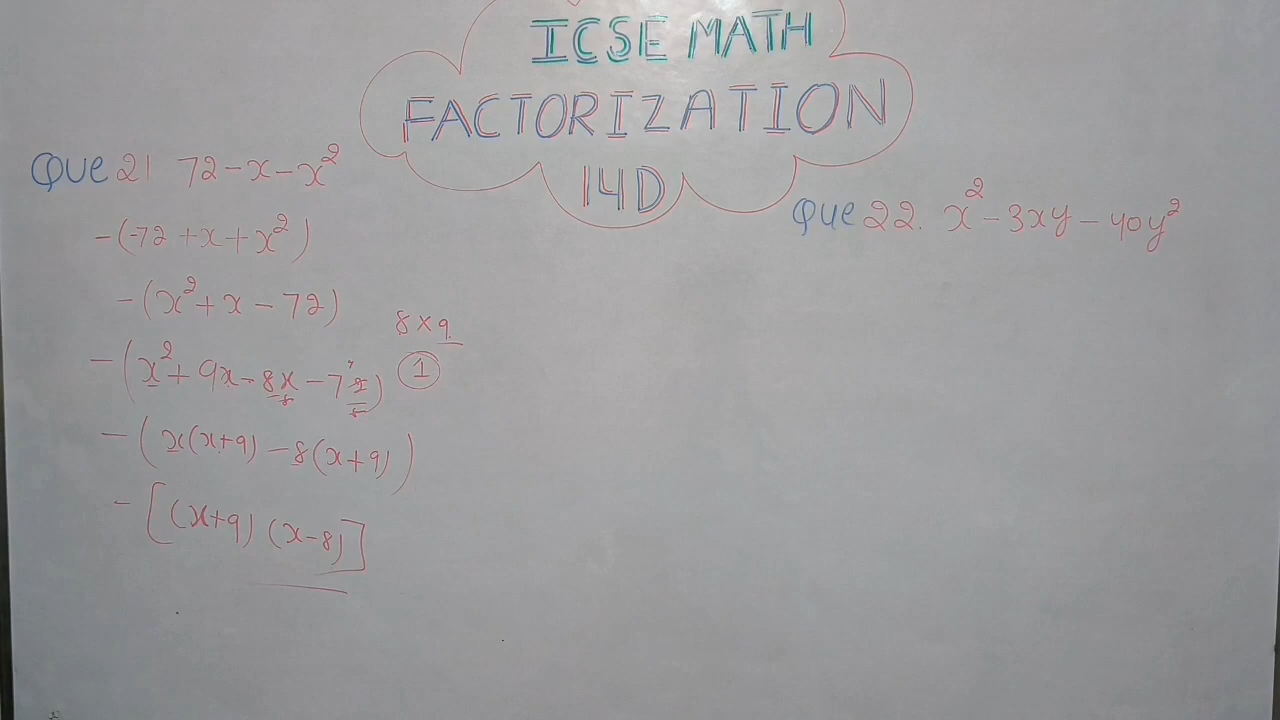 ICSE MATH
FACTORIZATION
14D
Que 21 72-x-x²
-(-72+x+x²)
-(x²+x-72)
8×9
-(x²+9x-8x-72)
1
-(x(x+9)-8(x+9))
-[(x+9)(x-8)]
Que 22. x²-3xy-40y²